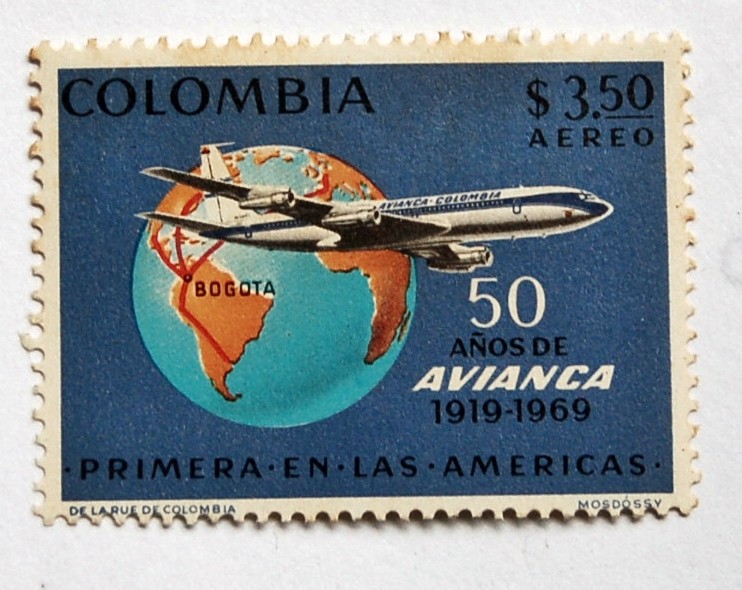 COLOMBIA
$ 3.50
AEREO
AVIANCA-COLOMBIA
BOGOTA
50
AÑOS DE
AVIANCA
1919-1969
·PRIMERA·EN·LAS·AMERICAS·
DE LA RUE DE COLOMBIA
MOSDÓSSY